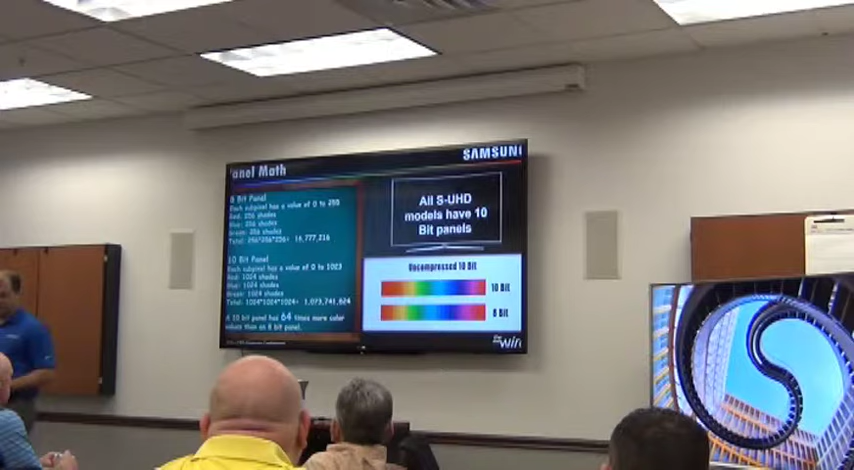 SAMSUN
anel Math
8 Bit Panel
Each subpixel has a value of 0 to 255
Red: 256 shades
Blue: 256 shades
Green: 256 shades
Total: 256*256*256= 16,777,216
10 Bit Panel
Each subpixel has a value of 0 to 1023
Red: 1024 shades
Blue: 1024 shades
Green: 1024 shades
Total: 1024*1024*1024= 1,073,741,824
A 10 bit panel has 64 times more color
values than an 8 bit panel.
All S-UHD
models have 10
Bit panels
Uncompressed 10 Bit
10 Bit
8 Bit
win